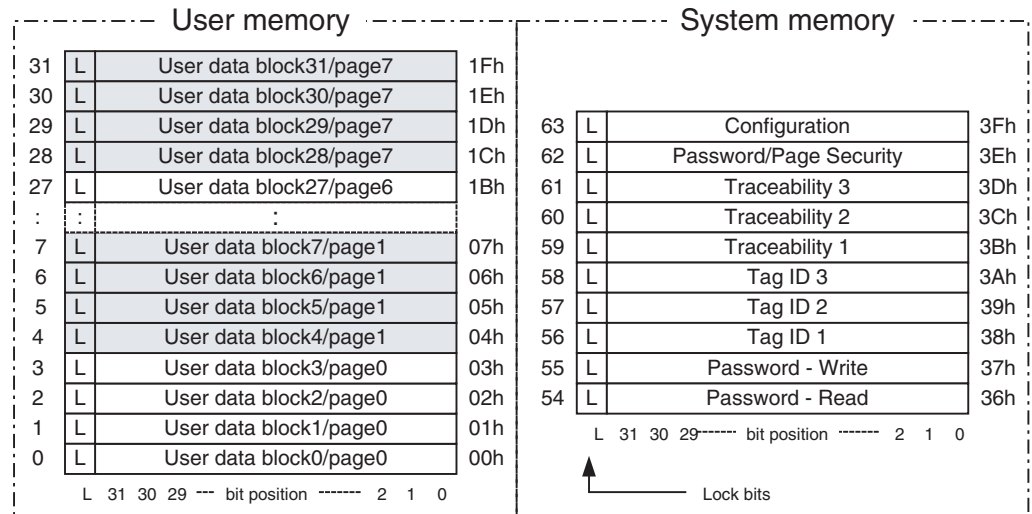 User memory
31 L User data block31/page7 1Fh
30 L User data block30/page7 1Eh
29 L User data block29/page7 1Dh
28 L User data block28/page7 1Ch
27 L User data block27/page6 1Bh
: : :
7 L User data block7/page1 07h
6 L User data block6/page1 06h
5 L User data block5/page1 05h
4 L User data block4/page1 04h
3 L User data block3/page0 03h
2 L User data block2/page0 02h
1 L User data block1/page0 01h
0 L User data block0/page0 00h
L 31 30 29 --- bit position ------- 2 1 0
System memory
63 L Configuration 3Fh
62 L Password/Page Security 3Eh
61 L Traceability 3 3Dh
60 L Traceability 2 3Ch
59 L Traceability 1 3Bh
58 L Tag ID 3 3Ah
57 L Tag ID 2 39h
56 L Tag ID 1 38h
55 L Password - Write 37h
54 L Password - Read 36h
L 31 30 29------ bit position ------- 2 1 0
Lock bits